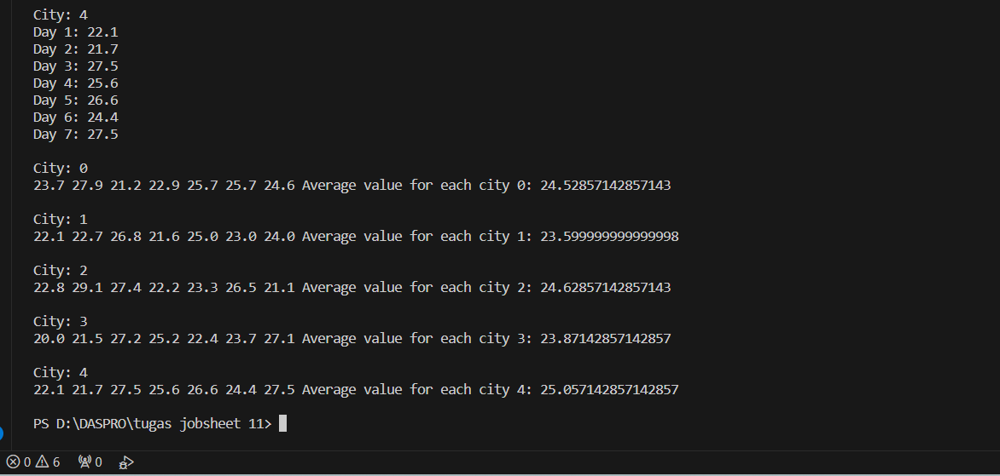 City: 4
Day 1: 22.1
Day 2: 21.7
Day 3: 27.5
Day 4: 25.6
Day 5: 26.6
Day 6: 24.4
Day 7: 27.5
City: 0
23.7 27.9 21.2 22.9 25.7 25.7 24.6 Average value for each city 0: 24.52857142857143
City: 1
22.1 22.7 26.8 21.6 25.0 23.0 24.0 Average value for each city 1: 23.599999999999998
City: 2
22.8 29.1 27.4 22.2 23.3 26.5 21.1 Average value for each city 2: 24.62857142857143
City: 3
20.0 21.5 27.2 25.2 22.4 23.7 27.1 Average value for each city 3: 23.87142857142857
City: 4
22.1 21.7 27.5 25.6 26.6 24.4 27.5 Average value for each city 4: 25.057142857142857
PS D:\DASPRO\tugas jobsheet 11>
0 6 0